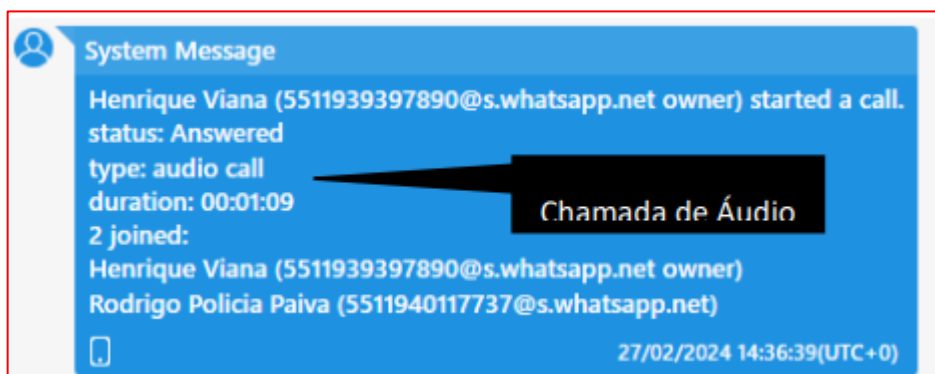 System Message
Henrique Viana (5511939397890@s.whatsapp.net owner) started a call.
status: Answered
type: audio call
duration: 00:01:09
Chamada de Áudio
2 joined:
Henrique Viana (5511939397890@s.whatsapp.net owner)
Rodrigo Policia Paiva (5511940117737@s.whatsapp.net)
27/02/2024 14:36:39(UTC+0)